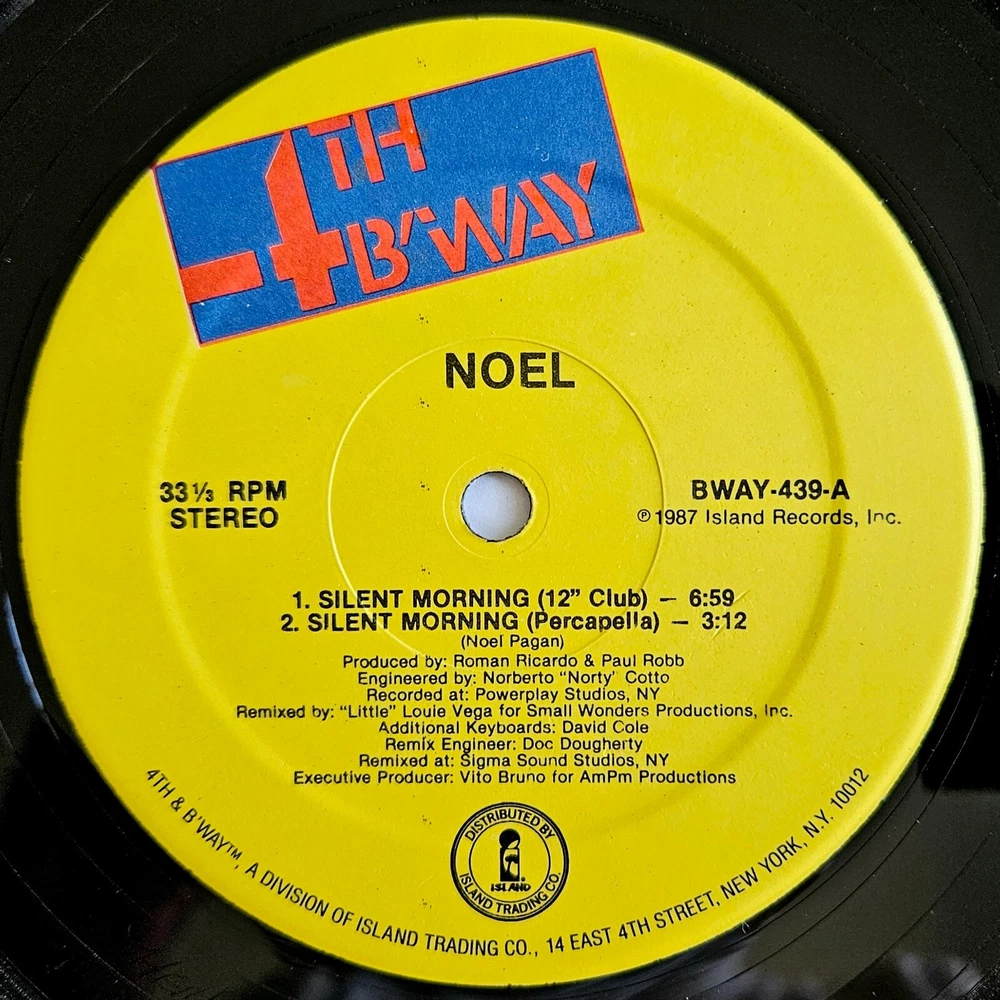 4TH
B'WAY
NOEL
33⅓ RPM
STEREO
BWAY-439-A
℗ 1987 Island Records, Inc.
1. SILENT MORNING (12” Club) — 6:59
2. SILENT MORNING (Percapella) — 3:12
(Noel Pagan)
Produced by: Roman Ricardo & Paul Robb
Engineered by: Norberto “Norty’ Cotto
Recorded at: Powerplay Studios, NY
Remixed by: “Little” Louie Vega for Small Wonders Productions, Inc.
Additional Keyboards: David Cole
Remix Engineer: Doc Dougherty
Remixed at: Sigma Sound Studios, NY
Executive Producer: Vito Bruno for AmPm Productions
DISTRIBUTED BY
ISLAND
ISLAND TRADING CO.
4TH & B'WAY™, A DIVISION OF ISLAND TRADING CO., 14 EAST 4TH STREET, NEW YORK, N.Y. 10012